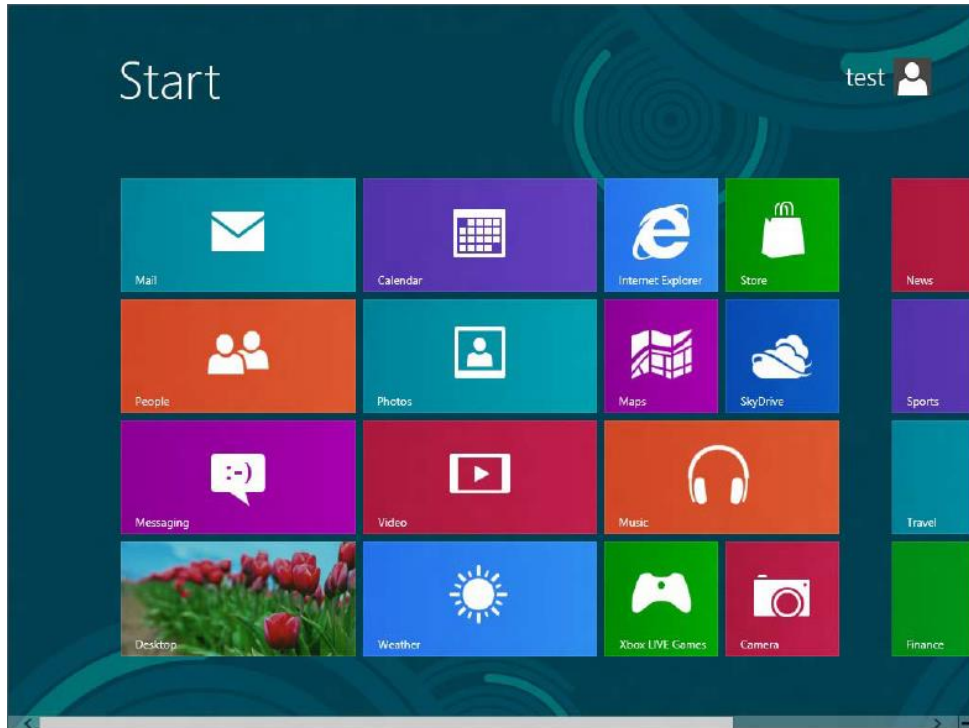 Start
test
Mail
Calendar
Internet Explorer
Store
News
People
Photos
Maps
SkyDrive
Sports
Messaging
:-)
Video
Music
Travel
Desktop
Weather
Xbox LIVE Games
Camera
Finance